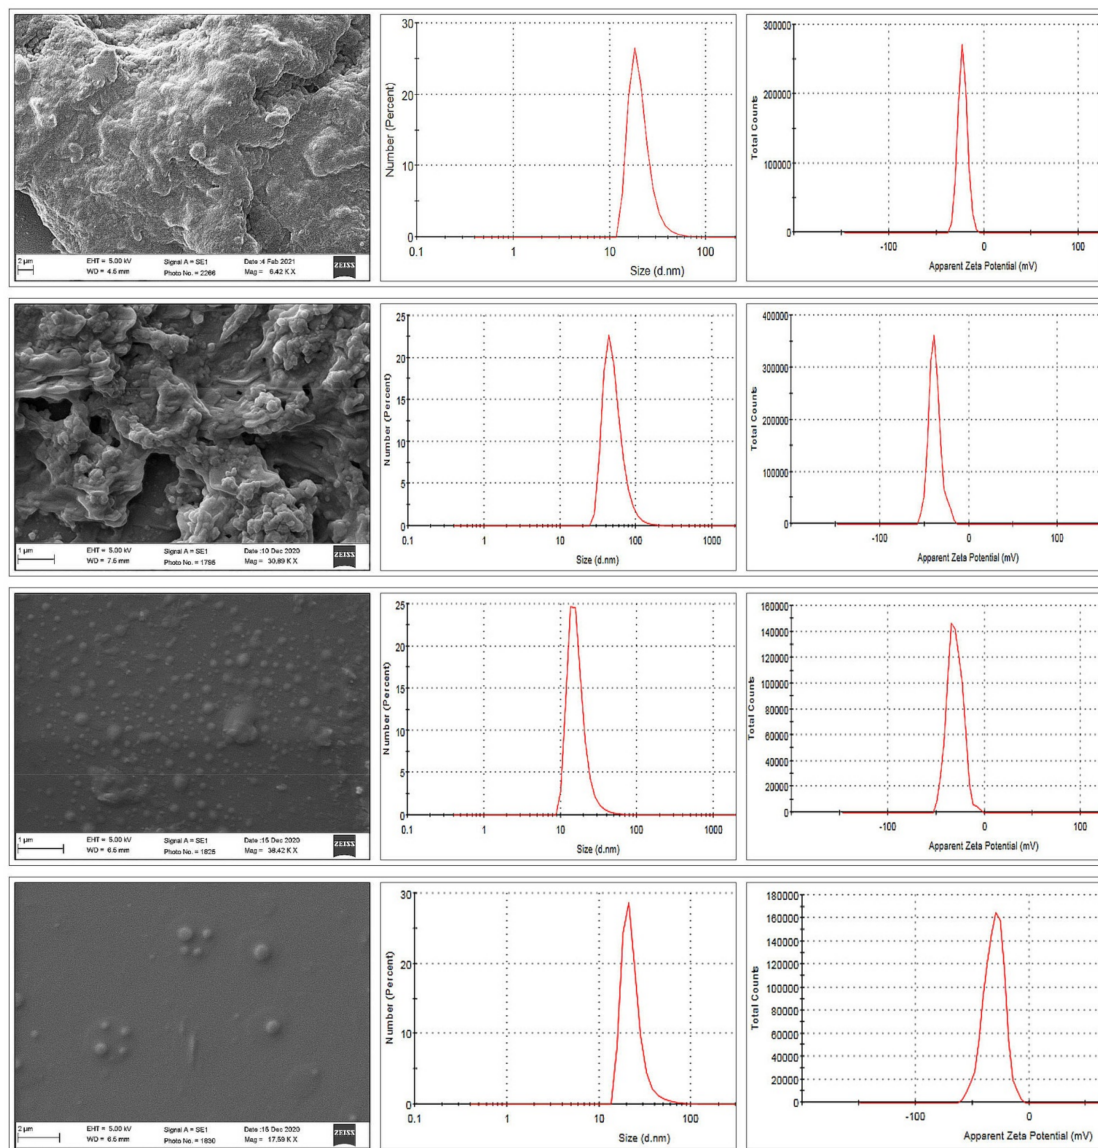 30
20
10
0
0.1
1
10
100
Number (Percent)
Size (d.nm)
300000
200000
100000
0
-100
0
100
Total Counts
Apparent Zeta Potential (mV)
2 µm
EHT = 5.00 kV
Signal A = SE1
Date :4 Feb 2021
WD = 4.5 mm
Photo No. = 2266
Mag = 6.42 K X
ZEISS
25
20
15
10
5
0
0.1
1
10
100
1000
Number (Percent)
Size (d.nm)
400000
300000
200000
100000
0
-100
0
100
Total Counts
Apparent Zeta Potential (mV)
1 µm
EHT = 5.00 kV
Signal A = SE1
Date :10 Dec 2020
WD = 7.5 mm
Photo No. = 1795
Mag = 30.89 K X
ZEISS
25
20
15
10
5
0
0.1
1
10
100
1000
Number (Percent)
Size (d.nm)
160000
140000
120000
100000
80000
60000
40000
20000
0
-100
0
100
Total Counts
Apparent Zeta Potential (mV)
1 µm
EHT = 5.00 kV
Signal A = SE1
Date :15 Dec 2020
WD = 6.5 mm
Photo No. = 1825
Mag = 38.42 K X
ZEISS
30
20
10
0
0.1
1
10
100
Number (Percent)
Size (d.nm)
180000
160000
140000
120000
100000
80000
60000
40000
20000
0
-100
0
Total Counts
Apparent Zeta Potential (mV)
2 µm
EHT = 5.00 kV
Signal A = SE1
Date :15 Dec 2020
WD = 6.5 mm
Photo No. = 1830
Mag = 17.59 K X
ZEISS